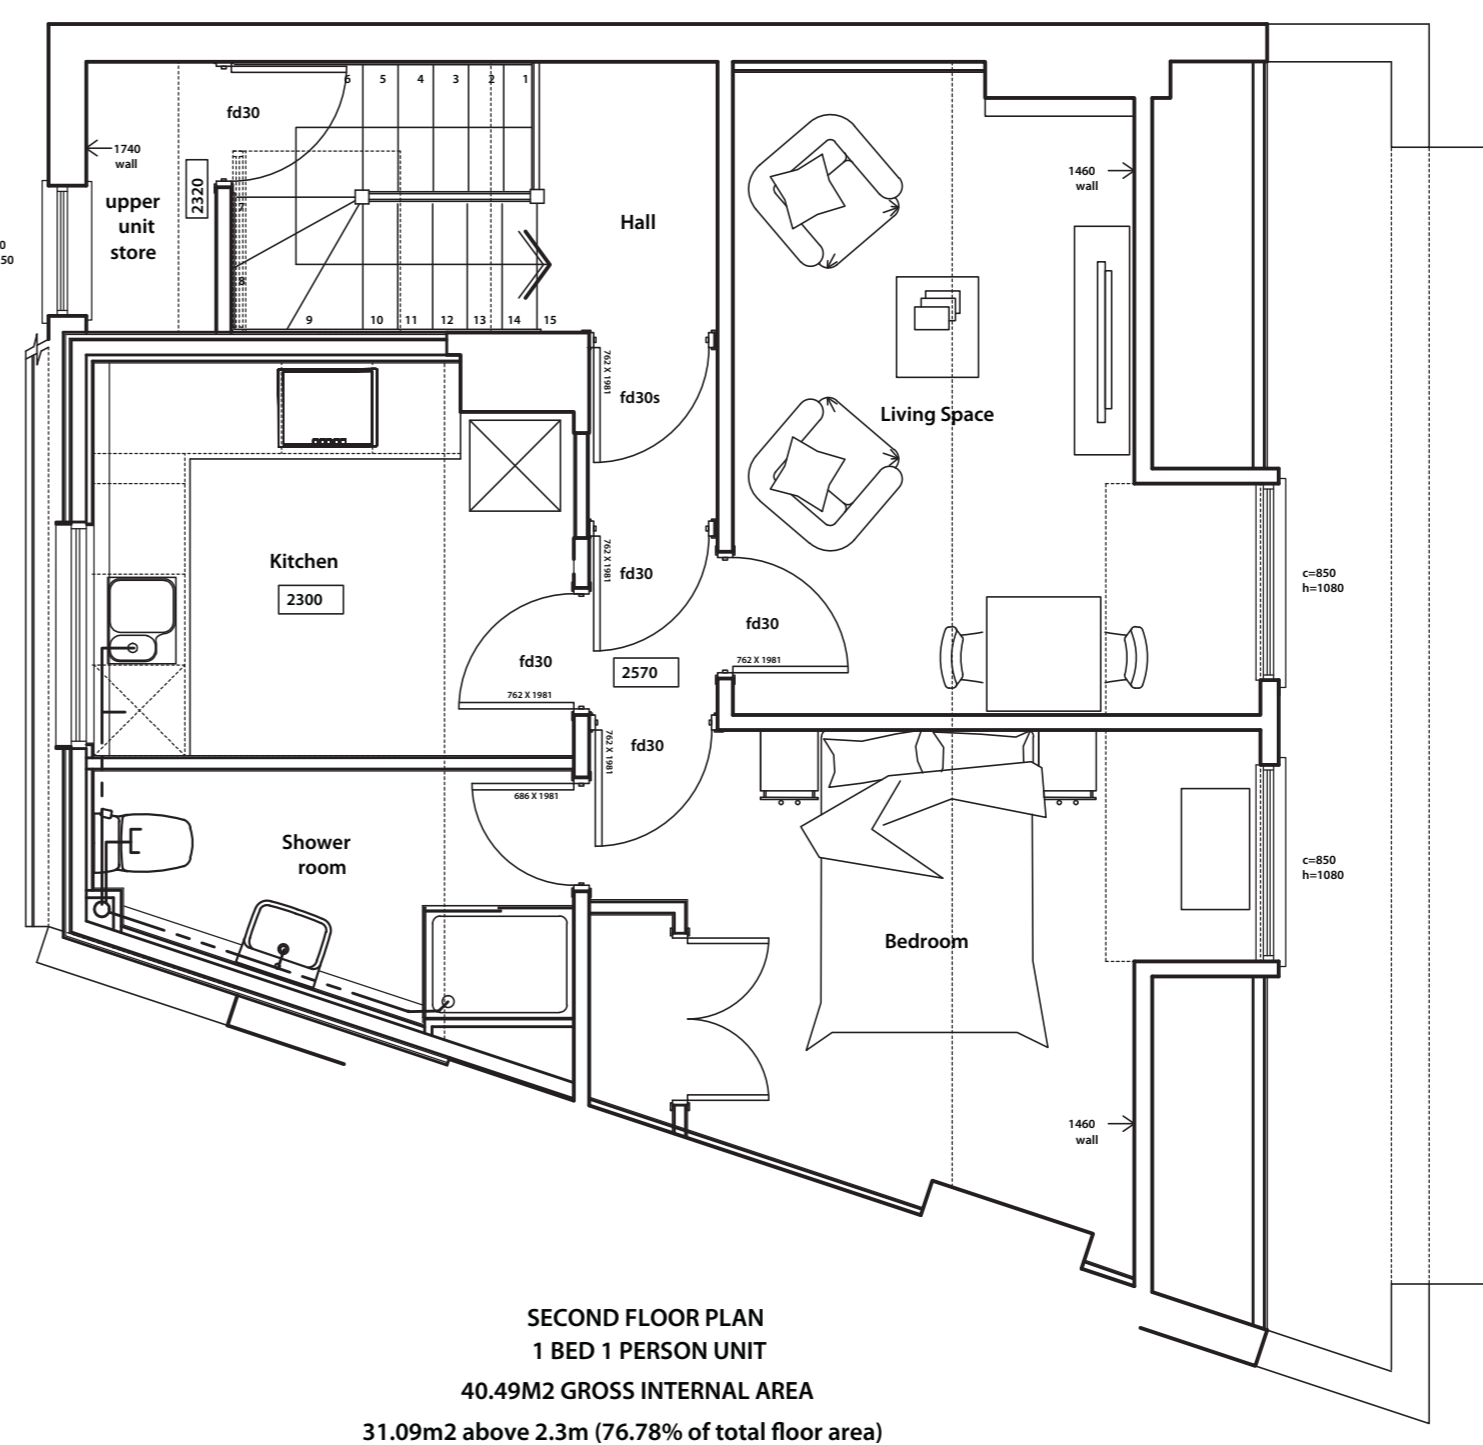 6 5 4 3 2 1
fd30
1740
wall
2320
upper
unit
store
Hall
1460
wall
0
50
7
8
9 10 11 12 13 14 15
762 X 1981
fd30s
Living Space
Kitchen
2300
762 X 1981
fd30
c=850
h=1080
fd30
762 X 1981
fd30
762 X 1981
2570
762 X 1981
fd30
686 X 1981
Shower
room
c=850
h=1080
Bedroom
1460
wall
SECOND FLOOR PLAN
1 BED 1 PERSON UNIT
40.49M2 GROSS INTERNAL AREA
31.09m2 above 2.3m (76.78% of total floor area)